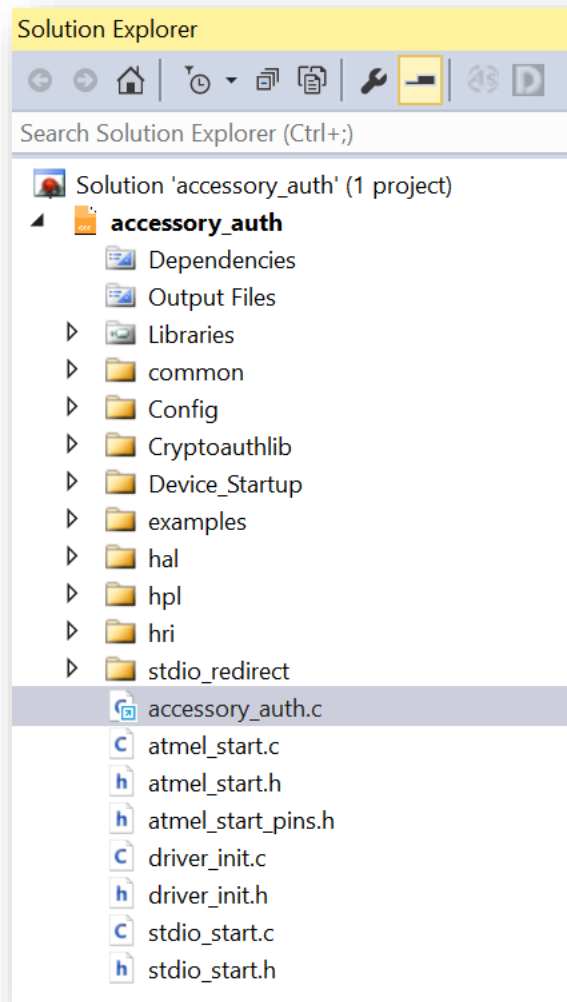 Solution Explorer
Search Solution Explorer (Ctrl+;)
Solution 'accessory_auth' (1 project)
accessory_auth
Dependencies
Output Files
Libraries
common
Config
Cryptoauthlib
Device_Startup
examples
hal
hpl
hri
stdio_redirect
accessory_auth.c
atmel_start.c
atmel_start.h
atmel_start_pins.h
driver_init.c
driver_init.h
stdio_start.c
stdio_start.h